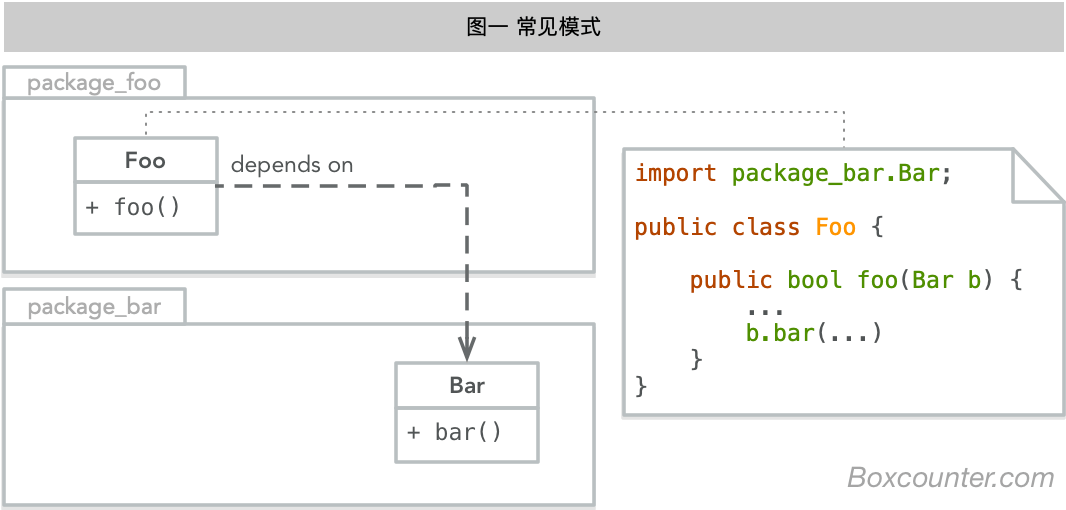 图一 常见模式
package_foo
Foo
+ foo()
depends on
package_bar
Bar
+ bar()
import package_bar.Bar;
public class Foo {
public bool foo(Bar b) {
...
b.bar(...)
}
}
Boxcounter.com